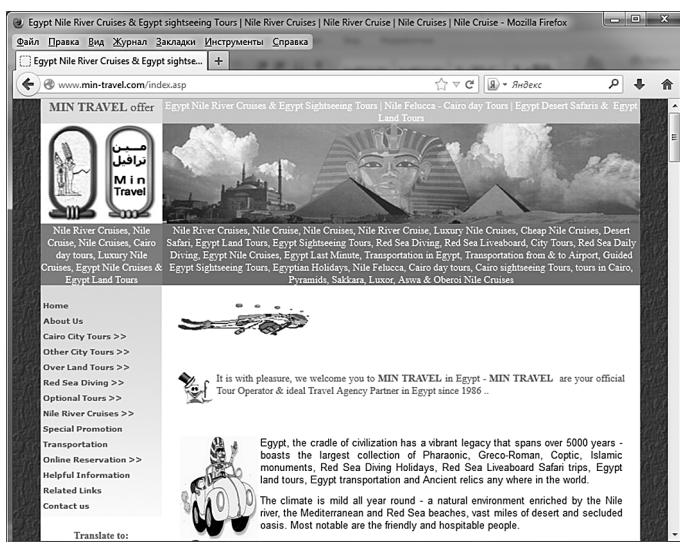 Egypt Nile River Cruises & Egypt sightseeing Tours | Nile River Cruises | Nile River Cruise | Nile Cruises | Nile Cruise - Mozilla Firefox
Файл Правка Вид Журнал Закладки Инструменты Справка
Egypt Nile River Cruises & Egypt sightse...
www.min-travel.com/index.asp
Яндекс
MIN TRAVEL offer
Egypt Nile River Cruises & Egypt Sightseeing Tours | Nile Felucca - Cairo day Tours | Egypt Desert Safaris & Egypt
Land Tours
مين
ترافيل
Min
Travel
Nile River Cruises, Nile
Cruise, Nile Cruises, Cairo
day tours, Luxury Nile
Cruises, Egypt Nile Cruises &
Egypt Land Tours
Nile River Cruises, Nile Cruise, Nile Cruises, Nile River Cruise, Luxury Nile Cruises, Cheap Nile Cruises, Desert
Safari, Egypt Land Tours, Egypt Sightseeing Tours, Red Sea Diving, Red Sea Liveaboard, City Tours, Red Sea Daily
Diving, Egypt Nile Cruises, Egypt Last Minute, Transportation in Egypt, Transportation from & to Airport, Guided
Egypt Sightseeing Tours, Egyptian Holidays, Nile Felucca, Cairo day tours, Cairo sightseeing Tours, tours in Cairo,
Pyramids, Sakkara, Luxor, Aswa & Oberoi Nile Cruises
Home
About Us
Cairo City Tours >>
Other City Tours >>
Over Land Tours >>
Red Sea Diving >>
Optional Tours >>
Nile River Cruises >>
Special Promotion
Transportation
Online Reservation >>
Helpful Information
Related Links
Contact us
Translate to:
It is with pleasure, we welcome you to MIN TRAVEL in Egypt - MIN TRAVEL are your official
Tour Operator & ideal Travel Agency Partner in Egypt since 1986 ..
Egypt, the cradle of civilization has a vibrant legacy that spans over 5000 years -
boasts the largest collection of Pharaonic, Greco-Roman, Coptic, Islamic
monuments, Red Sea Diving Holidays, Red Sea Liveaboard Safari trips, Egypt
land tours, Egypt transportation and Ancient relics any where in the world.
The climate is mild all year round - a natural environment enriched by the Nile
river, the Mediterranean and Red Sea beaches, vast miles of desert and secluded
oasis. Most notable are the friendly and hospitable people.